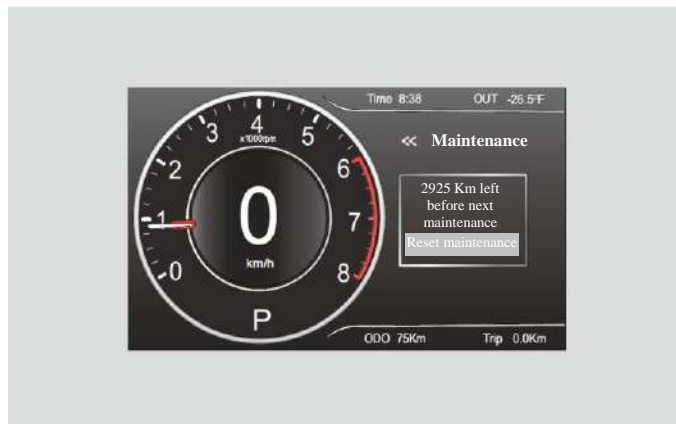 Time 8:38 OUT -26.5°F
« Maintenance
2925 Km left
before next
maintenance
Reset maintenance
0
1
2
3
4
5
6
7
8
x1000rpm
0
km/h
P
ODO 75Km Trip 0.0Km